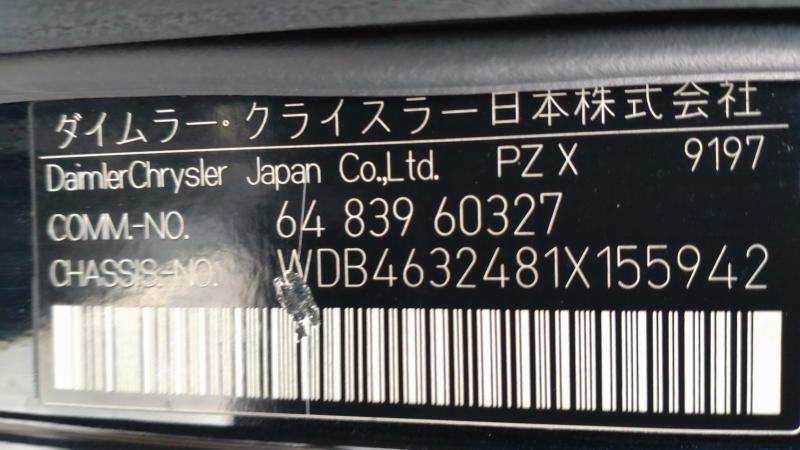 ダイムラー・クライスラー日本株式会社
DaimlerChrysler Japan Co.,Ltd. PZ X 9197
COMM.-NO. 64 839 60327
CHASSIS.-NO: WDB4632481X155942